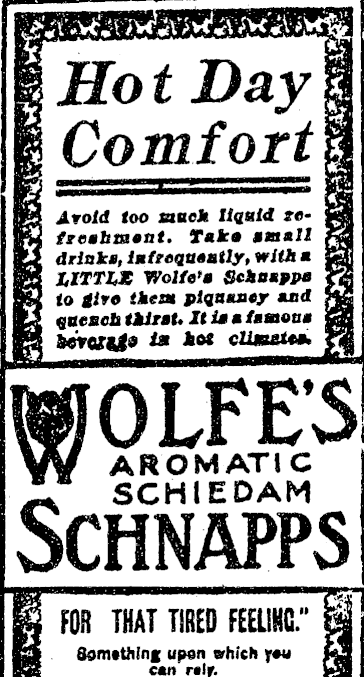 Hot Day
Comfort
Avoid too much liquid re-
freshment. Take small
drinks, infrequently, with a
LITTLE Wolfe's Schnapps
to give them piquancy and
quench thirst. It is a famous
beverage in hot climates.
WOLFE'S
AROMATIC
SCHIEDAM
SCHNAPPS
FOR THAT TIRED FEELING."
Something upon which you
can rely.